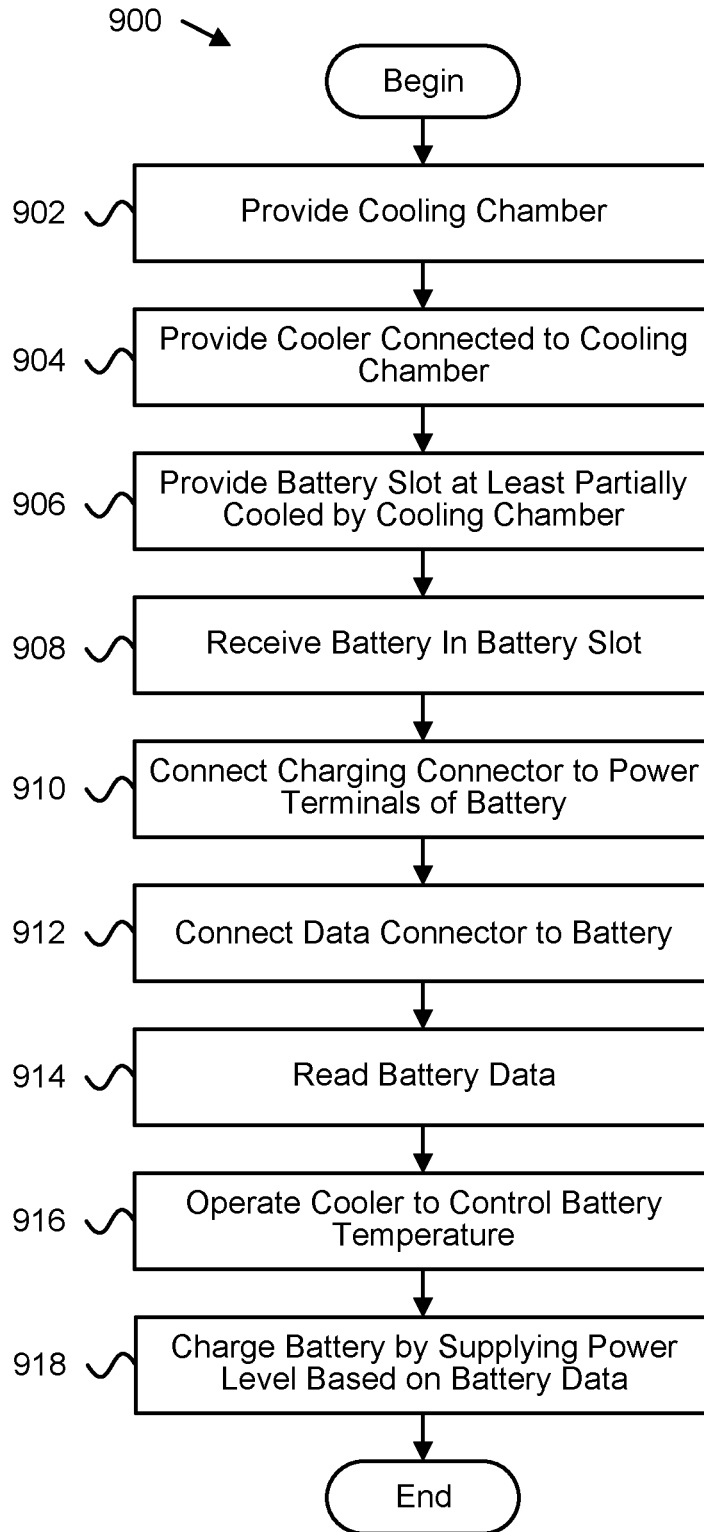 900
Begin
902
Provide Cooling Chamber
904
Provide Cooler Connected to Cooling
Chamber
906
Provide Battery Slot at Least Partially
Cooled by Cooling Chamber
908
Receive Battery In Battery Slot
910
Connect Charging Connector to Power
Terminals of Battery
912
Connect Data Connector to Battery
914
Read Battery Data
916
Operate Cooler to Control Battery
Temperature
918
Charge Battery by Supplying Power
Level Based on Battery Data
End